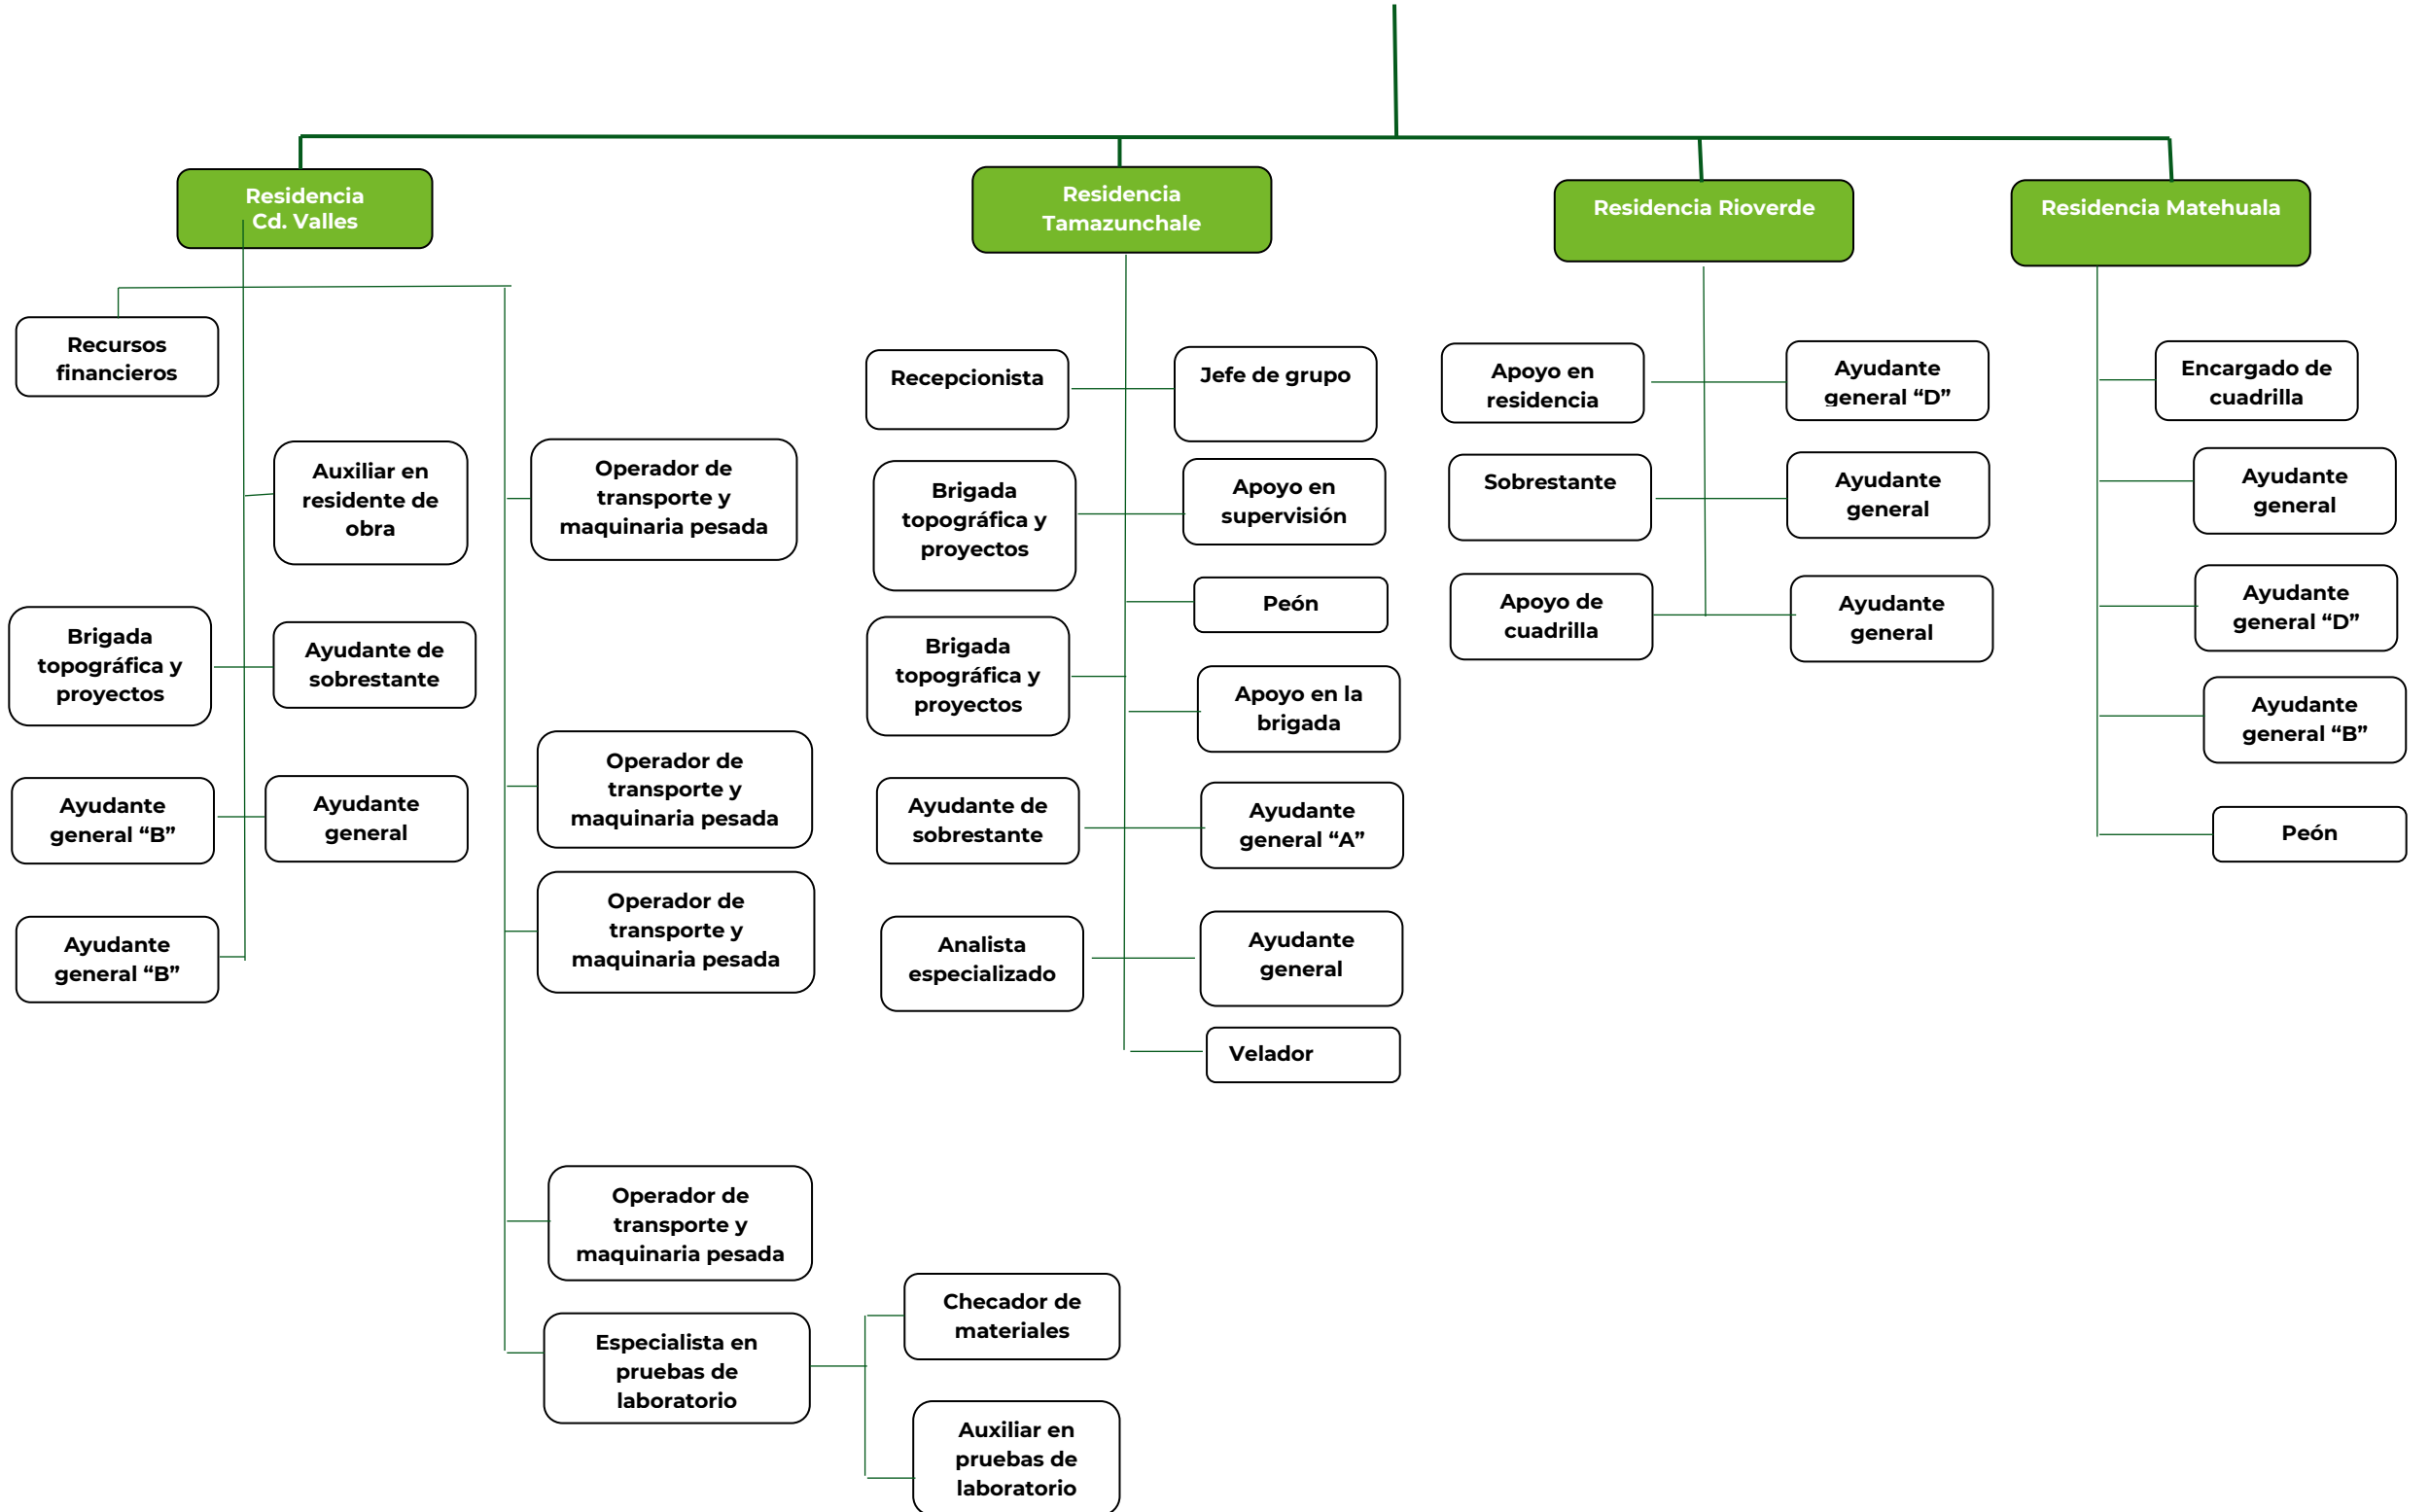 Residencia
Cd. Valles
Residencia
Tamazunchale
Residencia Rioverde
Residencia Matehuala
Recursos
financieros
Auxiliar en
residente de
obra
Brigada
topográfica y
proyectos
Ayudante de
sobrestante
Ayudante
general “B”
Ayudante
general
Ayudante
general “B”
Operador de
transporte y
maquinaria pesada
Operador de
transporte y
maquinaria pesada
Operador de
transporte y
maquinaria pesada
Operador de
transporte y
maquinaria pesada
Especialista en
pruebas de
laboratorio
Checador de
materiales
Auxiliar en
pruebas de
laboratorio
Recepcionista
Jefe de grupo
Brigada
topográfica y
proyectos
Apoyo en
supervisión
Peón
Brigada
topográfica y
proyectos
Apoyo en la
brigada
Ayudante de
sobrestante
Ayudante
general “A”
Analista
especializado
Ayudante
general
Velador
Apoyo en
residencia
Ayudante
general “D”
Sobrestante
Ayudante
general
Apoyo de
cuadrilla
Ayudante
general
Encargado de
cuadrilla
Ayudante
general
Ayudante
general “D”
Ayudante
general “B”
Peón